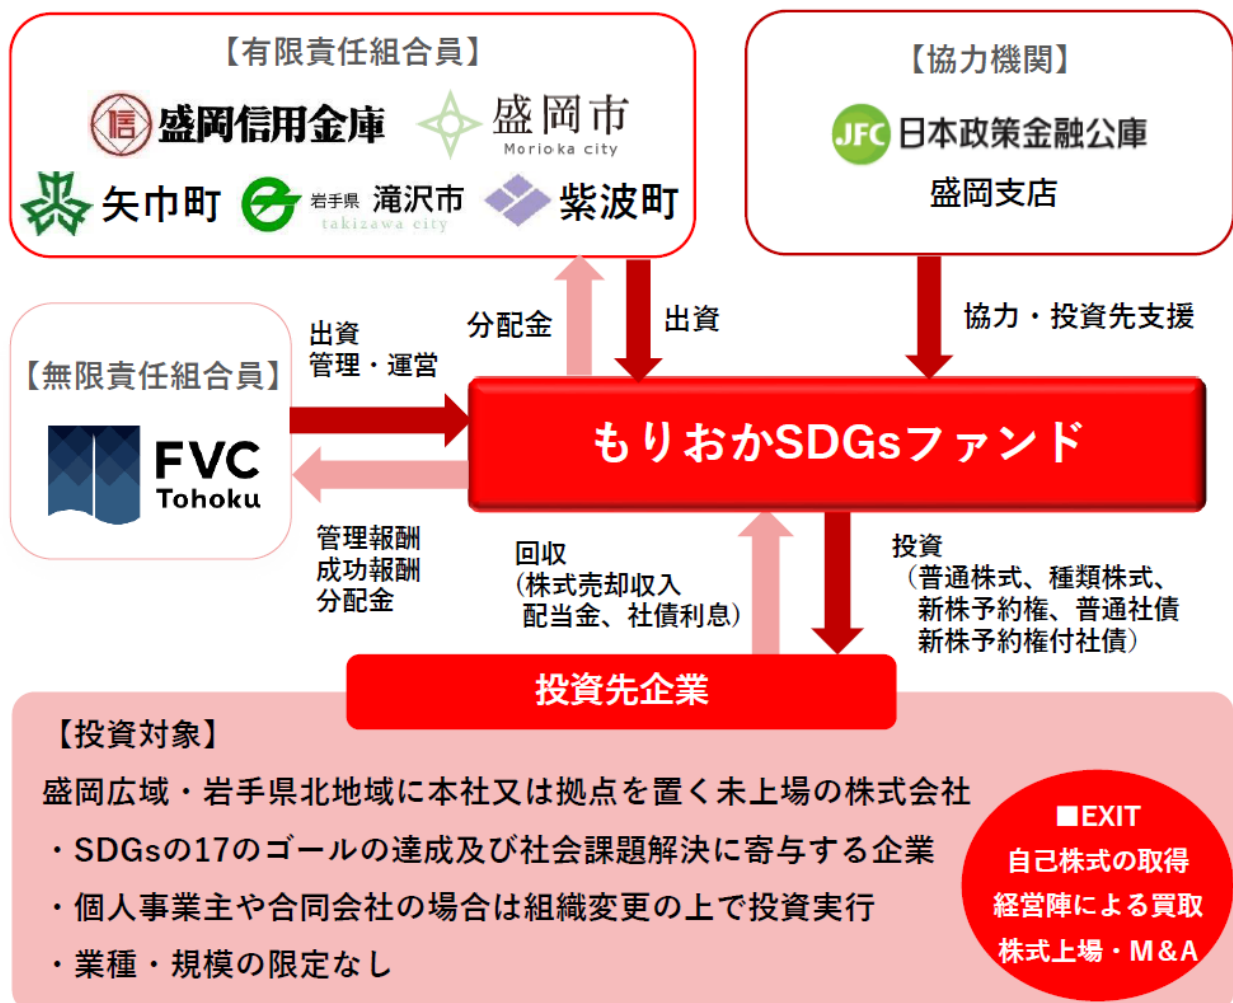 【有限責任組合員】
信 盛岡信用金庫
盛岡市
Morioka city
矢巾町
岩手県 滝沢市
takizawa city
紫波町
【協力機関】
JFC 日本政策金融公庫
盛岡支店
分配金
出資
協力・投資先支援
【無限責任組合員】
FVC
Tohoku
出資
管理・運営
もりおかSDGsファンド
管理報酬
成功報酬
分配金
回収
(株式売却収入
配当金、社債利息)
投資
（普通株式、種類株式、
新株予約権、普通社債
新株予約権付社債）
投資先企業
【投資対象】
盛岡広域・岩手県北地域に本社又は拠点を置く未上場の株式会社
・SDGsの17のゴールの達成及び社会課題解決に寄与する企業
・個人事業主や合同会社の場合は組織変更の上で投資実行
・業種・規模の限定なし
■EXIT
自己株式の取得
経営陣による買取
株式上場・M&A